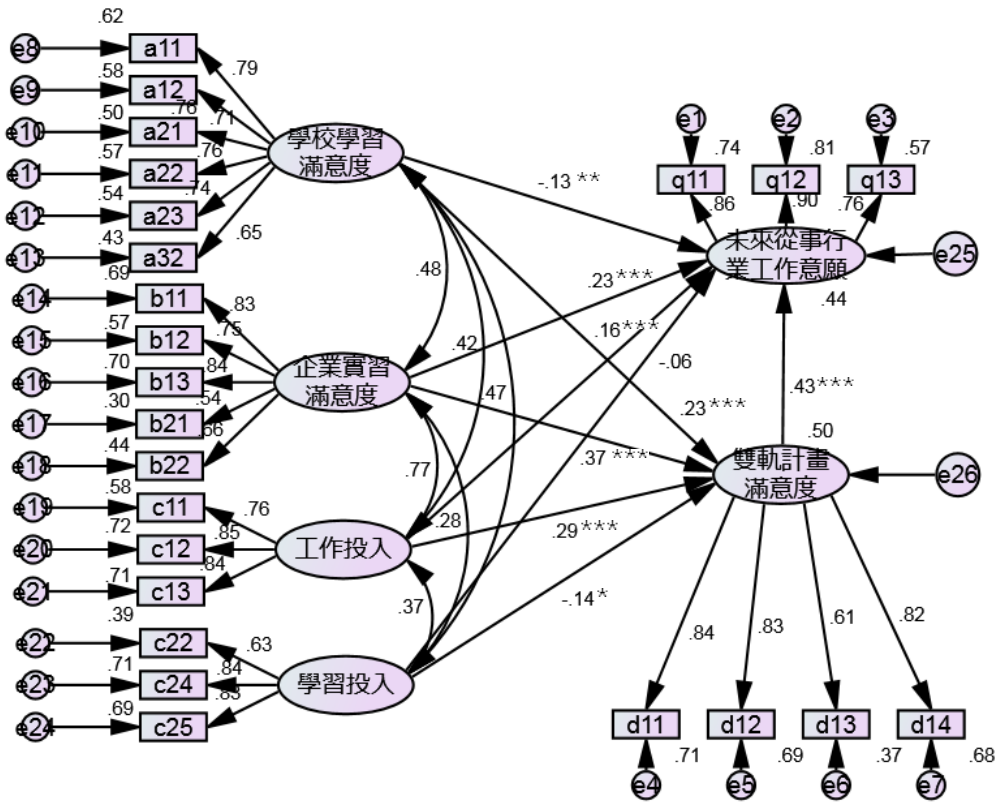 .62
e8
a11
.79
.58
e9
a12
.76
.50
e10
a21
.71
.57
e11
a22
.76
.54
e12
a23
.74
.43
e13
a32
.65
學校學習
滿意度
.69
e14
b11
.83
.57
e15
b12
.75
.70
e16
b13
.84
.30
e17
b21
.54
.44
e18
b22
.66
企業實習
滿意度
.58
e19
c11
.76
.72
e20
c12
.85
.71
e21
c13
.84
工作投入
.39
e22
c22
.63
.71
e23
c24
.84
.69
e24
c25
.83
學習投入
.48
.42
.47
.77
.28
.37
-.13 **
.23***
.16***
-.06
.23***
.37 ***
.29***
-.14*
.43***
e1
e2
e3
.74
.81
.57
q11
q12
q13
.86
.90
.76
未來從事行
業工作意願
e25
.44
.50
雙軌計畫
滿意度
e26
.84
.83
.61
.82
d11
d12
d13
d14
.71
.69
.37
.68
e4
e5
e6
e7